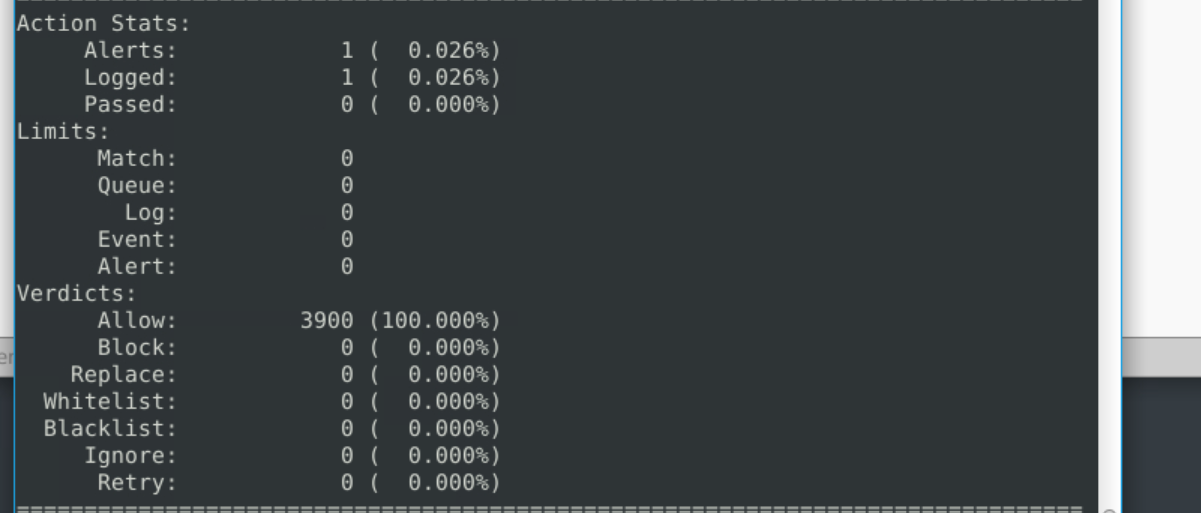 Action Stats:
     Alerts:            1 (  0.026%)
     Logged:            1 (  0.026%)
     Passed:            0 (  0.000%)
Limits:
      Match:            0
      Queue:            0
        Log:            0
      Event:            0
      Alert:            0
Verdicts:
      Allow:         3900 (100.000%)
      Block:            0 (  0.000%)
    Replace:            0 (  0.000%)
  Whitelist:            0 (  0.000%)
  Blacklist:            0 (  0.000%)
     Ignore:            0 (  0.000%)
      Retry:            0 (  0.000%)
===============================================================================